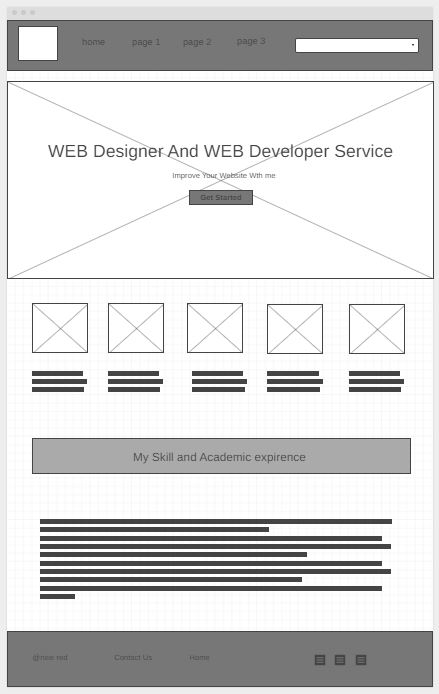 home page 1 page 2 page 3
WEB Designer And WEB Developer Service
Improve Your Website Wth me
Get Started
My Skill and Academic expirence
@new red Contact Us Home